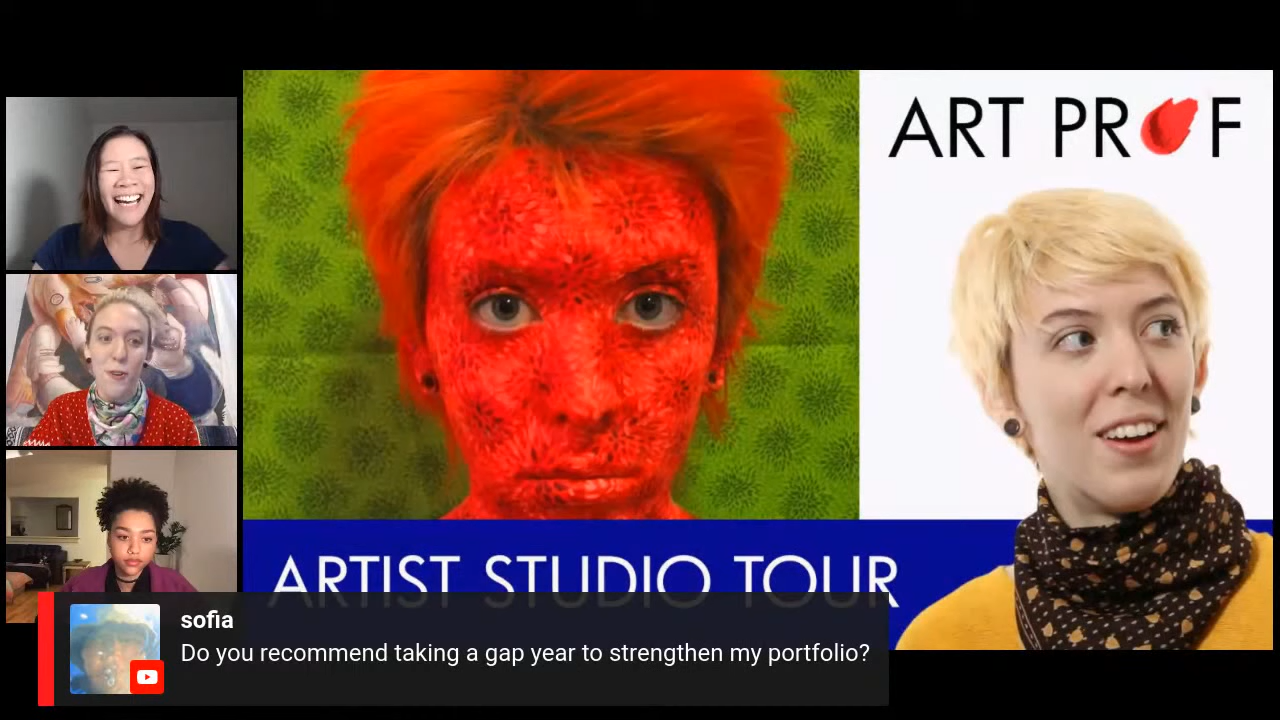 ART PROF
ARTIST STUDIO TOUR
sofia
Do you recommend taking a gap year to strengthen my portfolio?